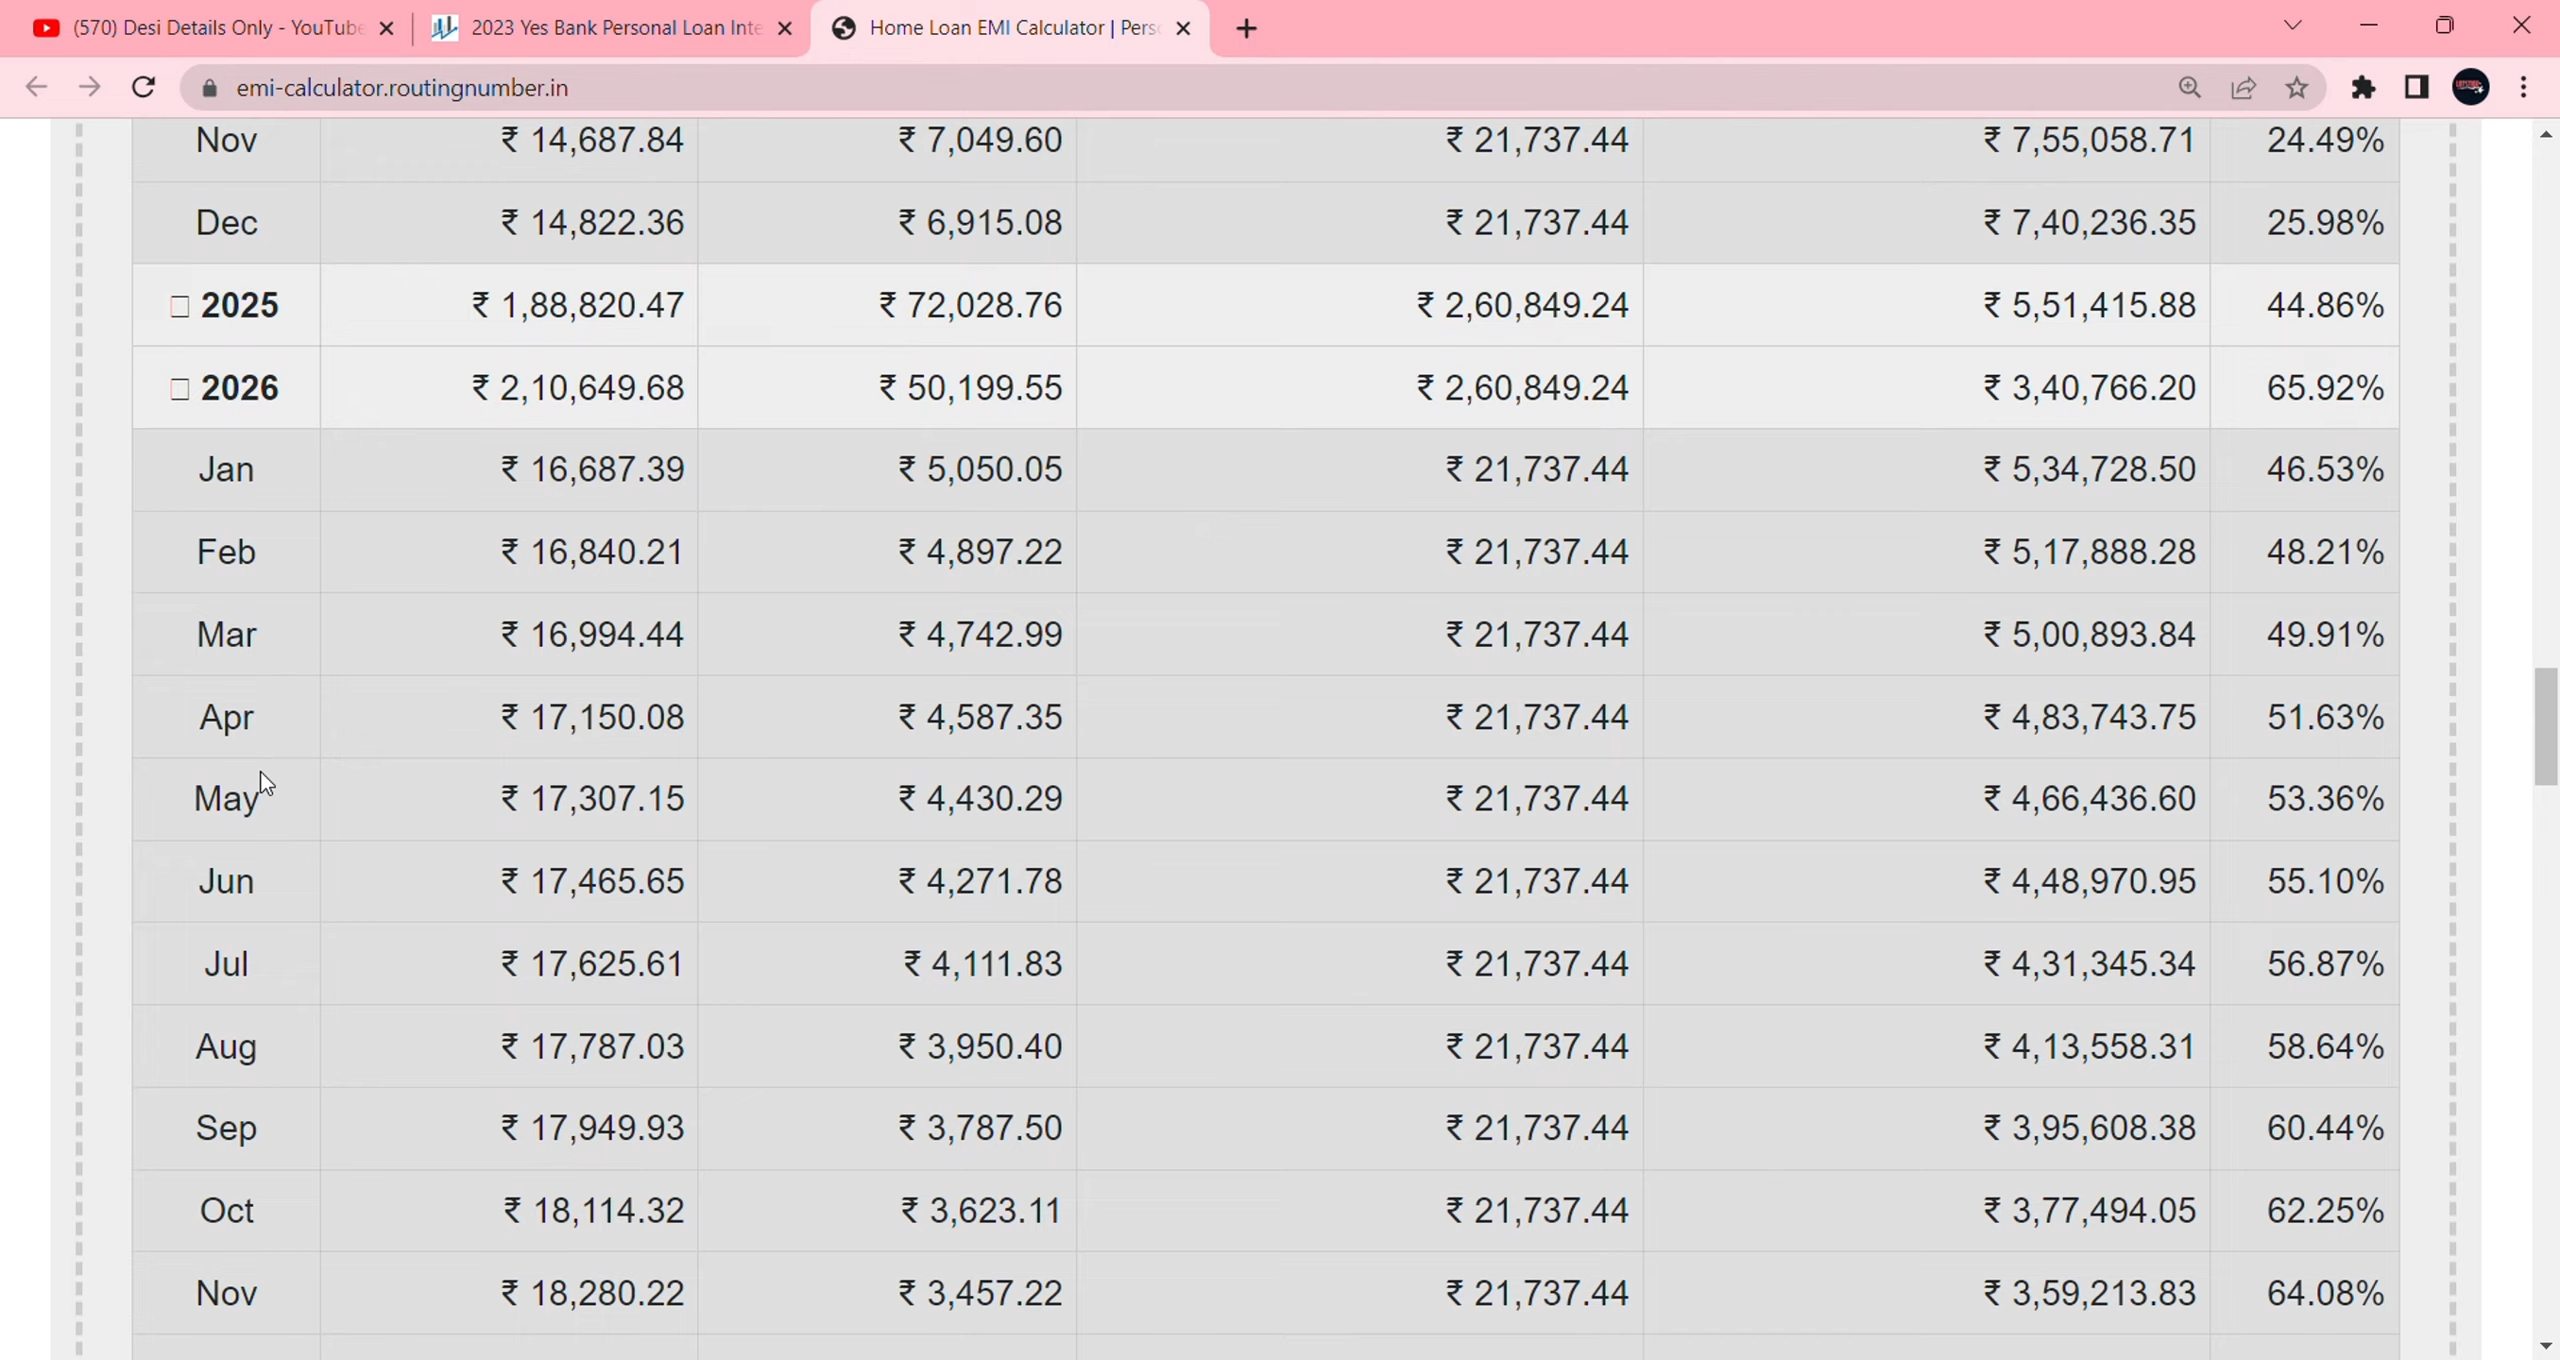 (570) Desi Details Only - YouTube
2023 Yes Bank Personal Loan Inte
Home Loan EMI Calculator | Pers
emi-calculator.routingnumber.in
Nov ₹ 14,687.84 ₹ 7,049.60 ₹ 21,737.44 ₹ 7,55,058.71 24.49%
Dec ₹ 14,822.36 ₹ 6,915.08 ₹ 21,737.44 ₹ 7,40,236.35 25.98%
2025 ₹ 1,88,820.47 ₹ 72,028.76 ₹ 2,60,849.24 ₹ 5,51,415.88 44.86%
2026 ₹ 2,10,649.68 ₹ 50,199.55 ₹ 2,60,849.24 ₹ 3,40,766.20 65.92%
Jan ₹ 16,687.39 ₹ 5,050.05 ₹ 21,737.44 ₹ 5,34,728.50 46.53%
Feb ₹ 16,840.21 ₹ 4,897.22 ₹ 21,737.44 ₹ 5,17,888.28 48.21%
Mar ₹ 16,994.44 ₹ 4,742.99 ₹ 21,737.44 ₹ 5,00,893.84 49.91%
Apr ₹ 17,150.08 ₹ 4,587.35 ₹ 21,737.44 ₹ 4,83,743.75 51.63%
May ₹ 17,307.15 ₹ 4,430.29 ₹ 21,737.44 ₹ 4,66,436.60 53.36%
Jun ₹ 17,465.65 ₹ 4,271.78 ₹ 21,737.44 ₹ 4,48,970.95 55.10%
Jul ₹ 17,625.61 ₹ 4,111.83 ₹ 21,737.44 ₹ 4,31,345.34 56.87%
Aug ₹ 17,787.03 ₹ 3,950.40 ₹ 21,737.44 ₹ 4,13,558.31 58.64%
Sep ₹ 17,949.93 ₹ 3,787.50 ₹ 21,737.44 ₹ 3,95,608.38 60.44%
Oct ₹ 18,114.32 ₹ 3,623.11 ₹ 21,737.44 ₹ 3,77,494.05 62.25%
Nov ₹ 18,280.22 ₹ 3,457.22 ₹ 21,737.44 ₹ 3,59,213.83 64.08%